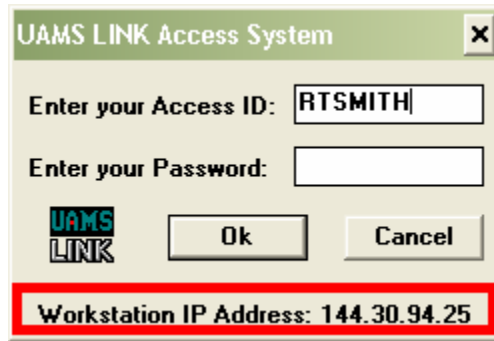 UAMS LINK Access System
Enter your Access ID: RTSMITH
Enter your Password:
UAMS
LINK
Ok Cancel
Workstation IP Address: 144.30.94.25